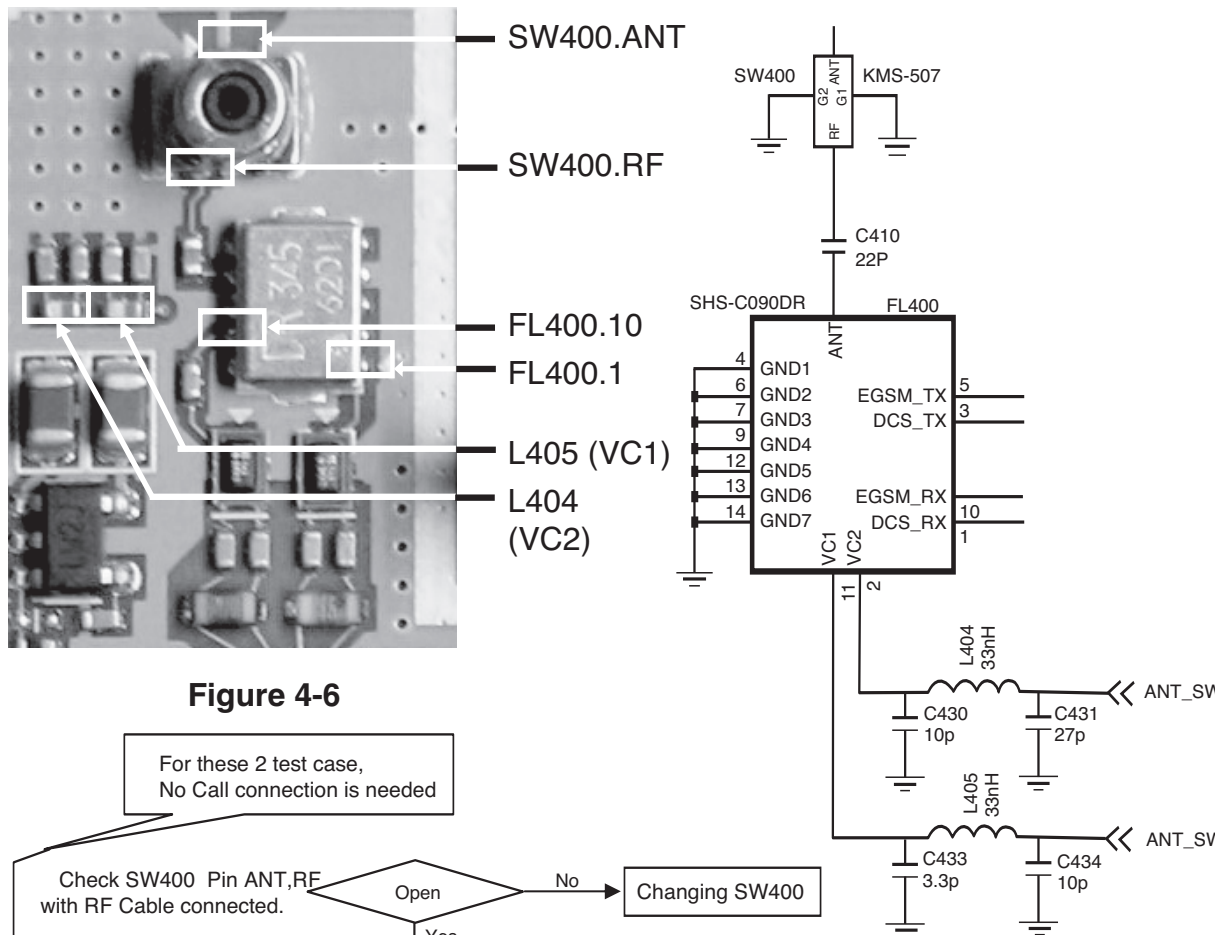 SW400.ANT
SW400.RF
FL400.10
FL400.1
L405 (VC1)
L404
(VC2)
SW400
KMS-507
ANT
G2
G1
RF
C410
22P
SHS-C090DR
FL400
ANT
4
GND1
6
GND2
7
GND3
9
GND4
12
GND5
13
GND6
14
GND7
EGSM_TX
5
DCS_TX
3
EGSM_RX
10
DCS_RX
1
VC1
VC2
11
2
L404
33nH
ANT_SW
C430
10p
C431
27p
L405
33nH
ANT_SW
C433
3.3p
C434
10p
Figure 4-6
For these 2 test case,
No Call connection is needed
Check SW400 Pin ANT,RF
with RF Cable connected.
Open
No
Changing SW400
Yes